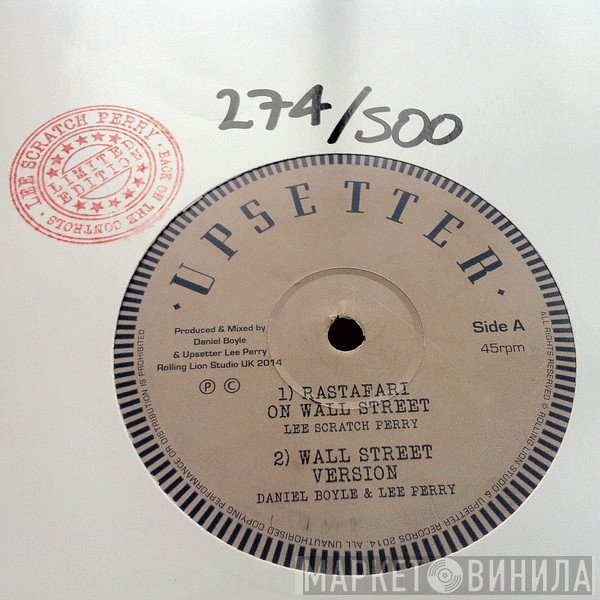 274/500
LEE SCRATCH PERRY · BACK ON THE CONTROLS ·
LIMITED
EDITION
· UPSETTER ·
Produced & Mixed by
Daniel Boyle
& Upsetter Lee Perry
Rolling Lion Studio UK 2014
Ⓟ Ⓒ
Side A
45rpm
1) RASTAFARI
ON WALL STREET
LEE SCRATCH PERRY
2) WALL STREET
VERSION
DANIEL BOYLE & LEE PERRY
ALL RIGHTS RESERVED © ROLLING LION STUDIO & UPSETTER RECORDS 2014. ALL UNAUTHORISED COPYING PERFORMANCE OR DISTRIBUTION IS PROHIBITED
МАРКЕТ ВИНИЛА